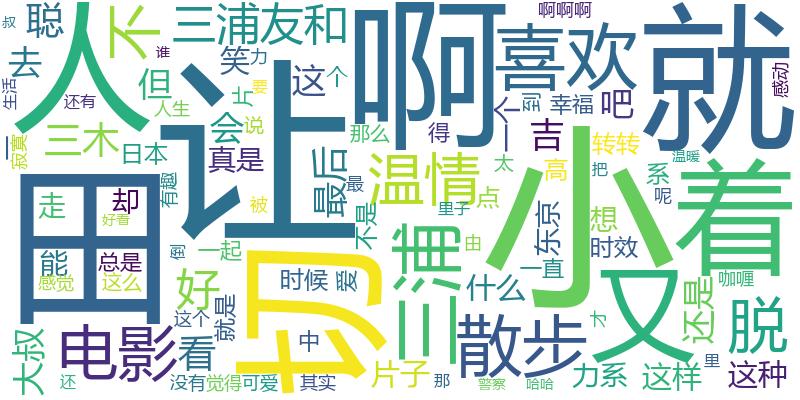 叔
聪
人
不
三浦友和
啊啊啊
谁
笑
力
啊
喜欢
就
去
但
片
要
这
个
感动
生活
还有
人生
一个
到
幸福
吧
三木
会
说
让
那么
得
吉
转转
一
寂寞
日本
真是
最后
温情
太
高
把
系
温暖
田
走
却
有趣
被
最
不是
里子
点
小
东京
想
呢
着
好看
能
总是
倒
一起
切
三浦
由
一直
时效
感觉
这么
好
时候
爱
什么
又
还是
咖喱
大叔
电影
这个
就是
看
中
散步
才
脱
还
没有
觉得
可爱
其实
片子
那
警察
哈哈
力系
这样
里
这种